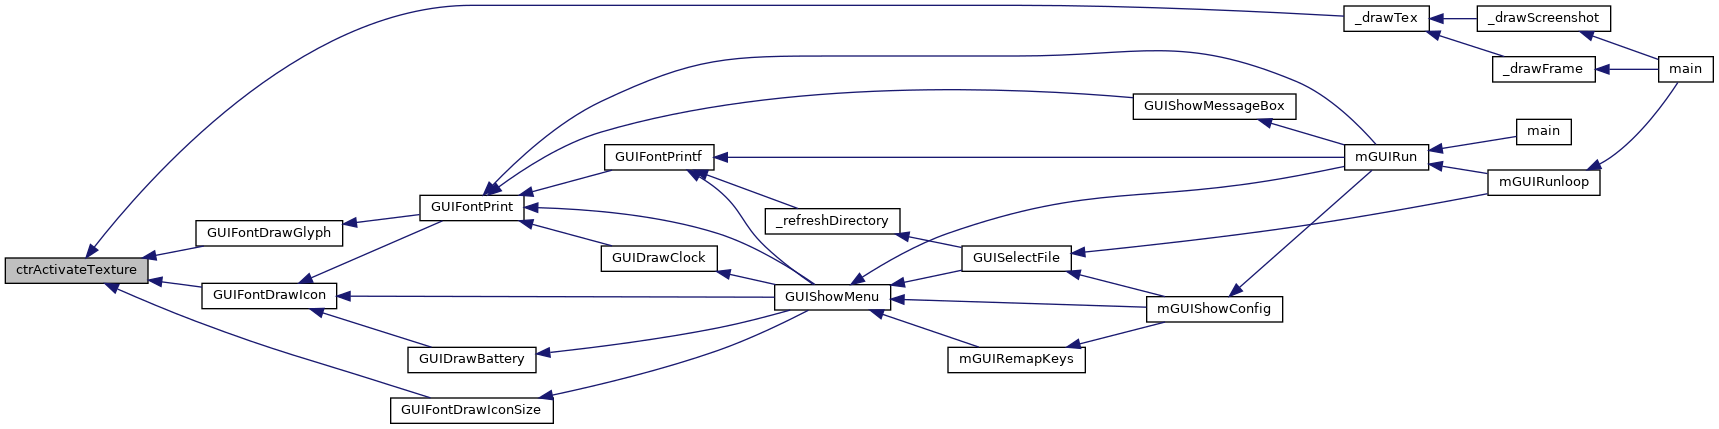 _drawTex
_drawScreenshot
_drawFrame
main
GUIShowMessageBox
main
GUIFontPrintf
mGUIRun
mGUIRunloop
GUIFontPrint
_refreshDirectory
GUIFontDrawGlyph
GUIDrawClock
GUISelectFile
ctrActivateTexture
GUIFontDrawIcon
GUIShowMenu
mGUIShowConfig
GUIDrawBattery
mGUIRemapKeys
GUIFontDrawIconSize